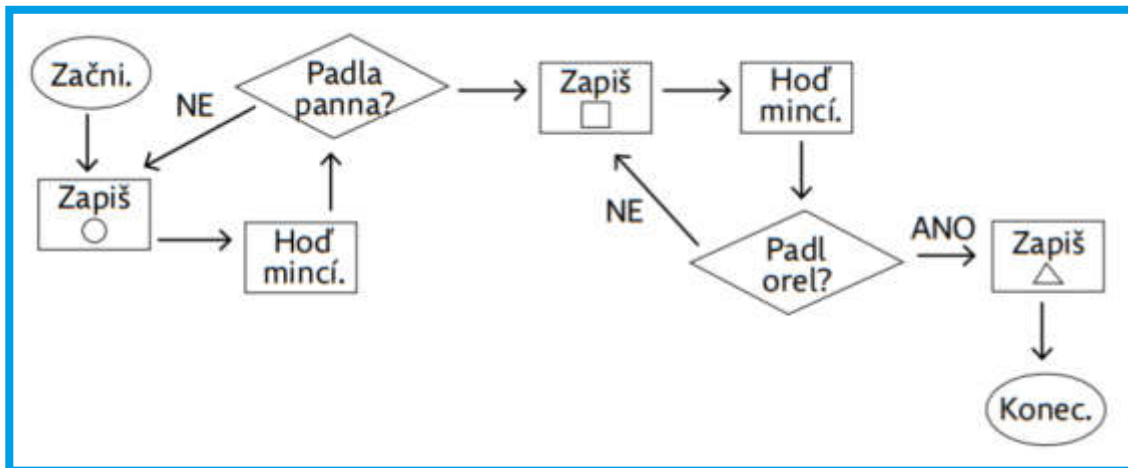 Začni.
NE
Padla
panna?
Zapiš
Hoď
mincí.
Zapiš
Hoď
mincí.
NE
Padl
orel?
ANO
Zapiš
Konec.